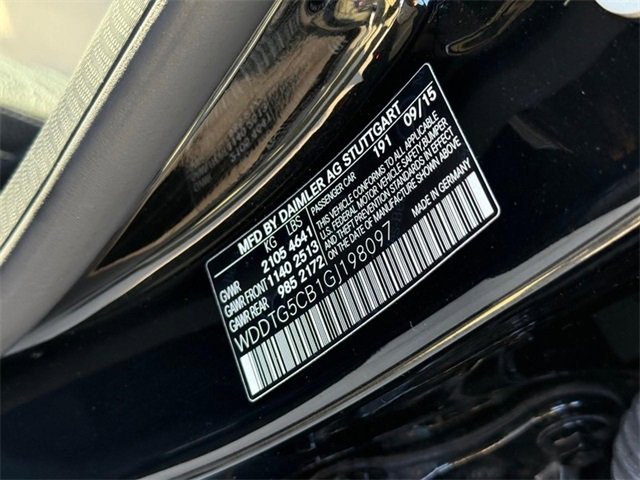 MFD BY DAIMLER AG STUTTGART
KG LBS PASSENGER CAR 191 09/15
GVWR 2105 4641
GAWR FRONT 1140 2513
GAWR REAR 985 2172
THIS VEHICLE CONFORMS TO ALL APPLICABLE
U.S. FEDERAL MOTOR VEHICLE SAFETY, BUMPER
AND THEFT PREVENTION STANDARDS IN EFFECT
ON THE DATE OF MANUFACTURE SHOWN ABOVE.
WDDTG5CB1GJ198097 MADE IN GERMANY